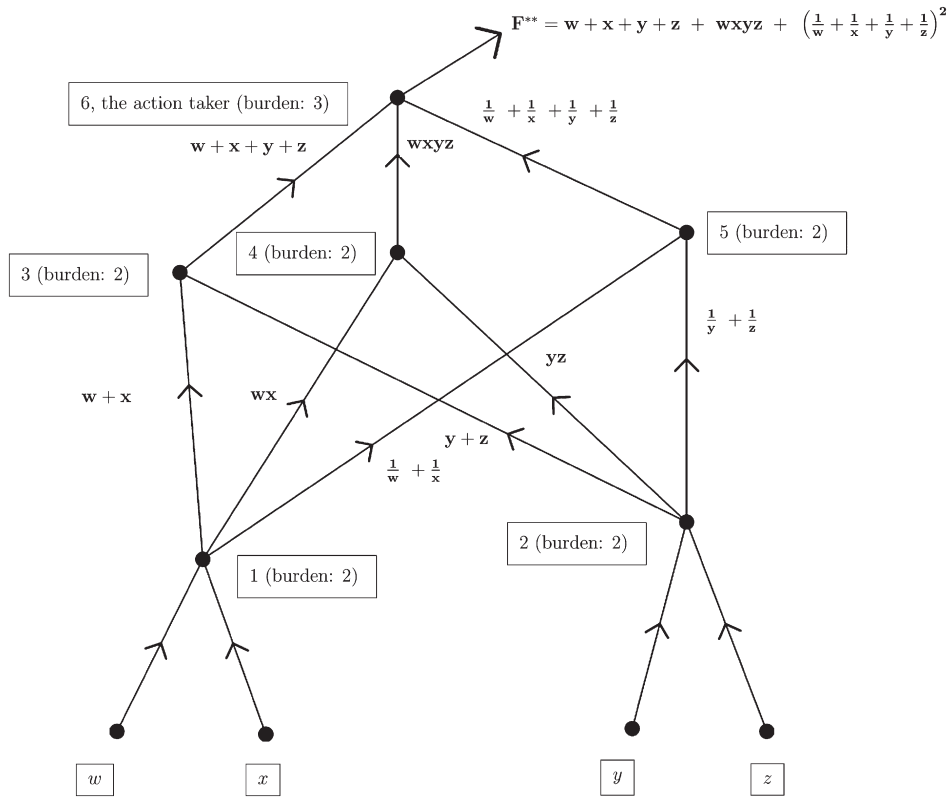 F** = w + x + y + z + wxyz + (1/w + 1/x + 1/y + 1/z)²
6, the action taker (burden: 3)
1/w + 1/x + 1/y + 1/z
w + x + y + z
wxyz
4 (burden: 2)
5 (burden: 2)
3 (burden: 2)
1/y + 1/z
yz
w + x
wx
y + z
1/w + 1/x
2 (burden: 2)
1 (burden: 2)
w
x
y
z